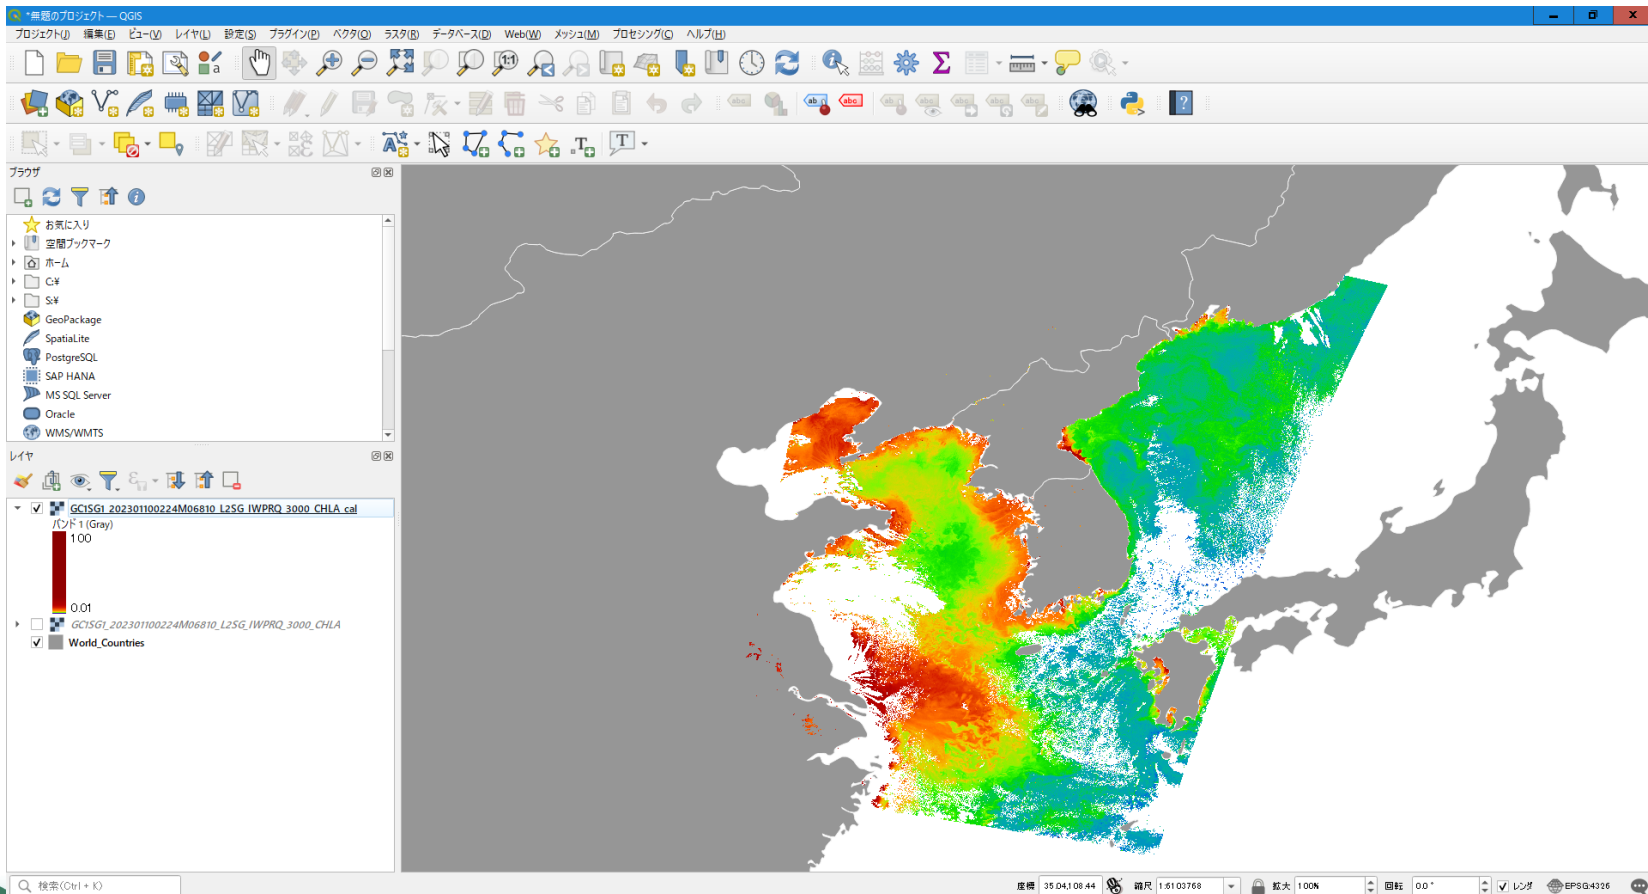 *無題のプロジェクト — QGIS
プロジェクト(J) 編集(E) ビュー(V) レイヤ(L) 設定(S) プラグイン(P) ベクタ(O) ラスタ(R) データベース(D) Web(W) メッシュ(M) プロセシング(C) ヘルプ(H)
ブラウザ
お気に入り
空間ブックマーク
ホーム
C:¥
S:¥
GeoPackage
SpatiaLite
PostgreSQL
SAP HANA
MS SQL Server
Oracle
WMS/WMTS
レイヤ
GC1SG1_202301100224M06810_L2SG_IWPRQ_3000_CHLA_cal
バンド 1 (Gray)
100
0.01
GC1SG1_202301100224M06810_L2SG_IWPRQ_3000_CHLA
World_Countries
検索(Ctrl + K)
座標 35.04,108.44 縮尺 1:6103768 拡大 100% 回転 0.0° レンダ EPSG:4326